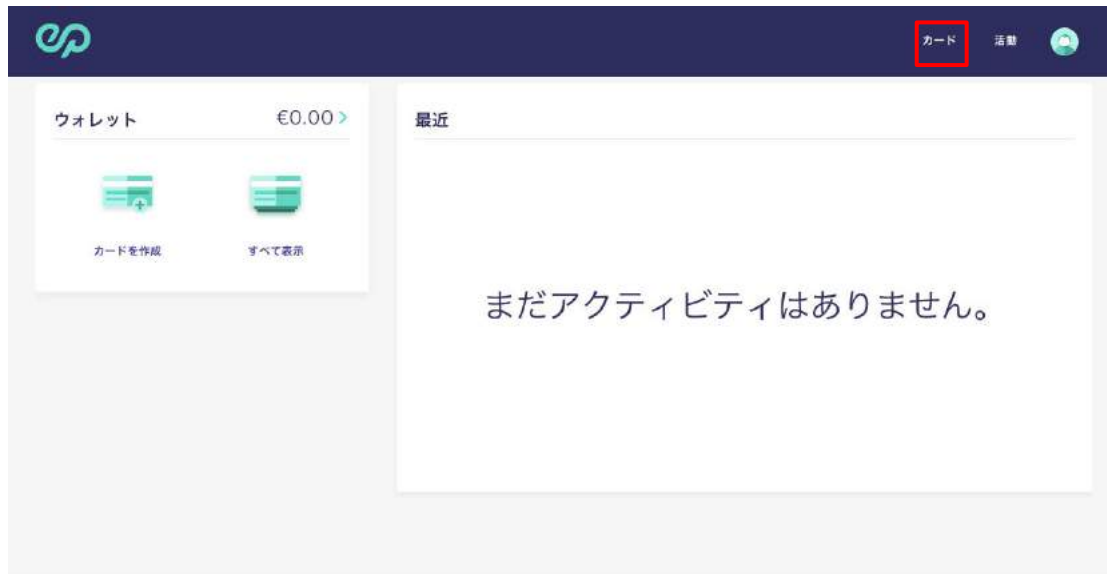 カード 活動
ウォレット €0.00 >
カードを作成 すべて表示
最近
まだアクティビティはありません。